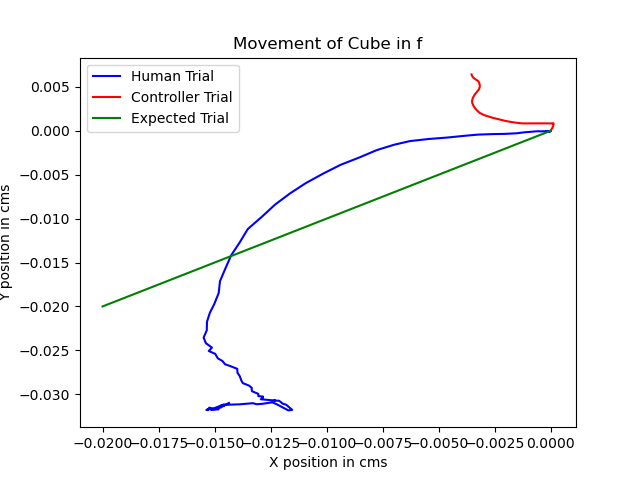 Movement of Cube in f
Human Trial
Controller Trial
Expected Trial
0.005
0.000
−0.005
−0.010
−0.015
−0.020
−0.025
−0.030
Y position in cms
−0.0200 −0.0175 −0.0150 −0.0125 −0.0100 −0.0075 −0.0050 −0.0025 0.0000
X position in cms